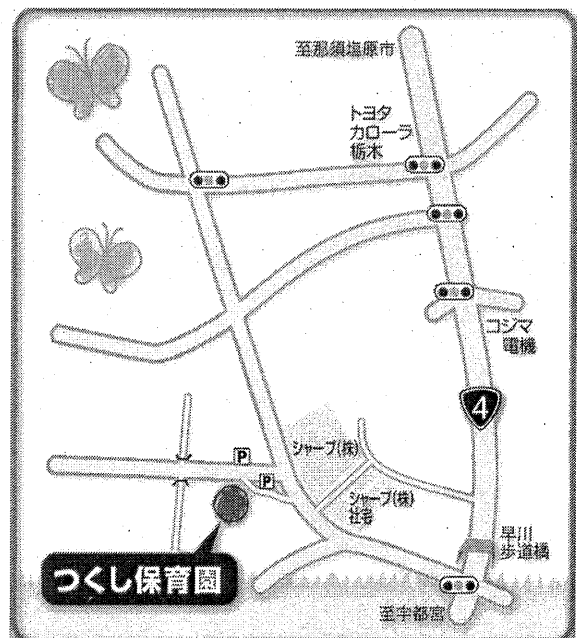 至那須塩原市
トヨタ
カローラ
栃木
コジマ
電機
4
シャープ(株)
P
P
シャープ(株)
社宅
早川
歩道橋
つくし保育園
至宇都宮